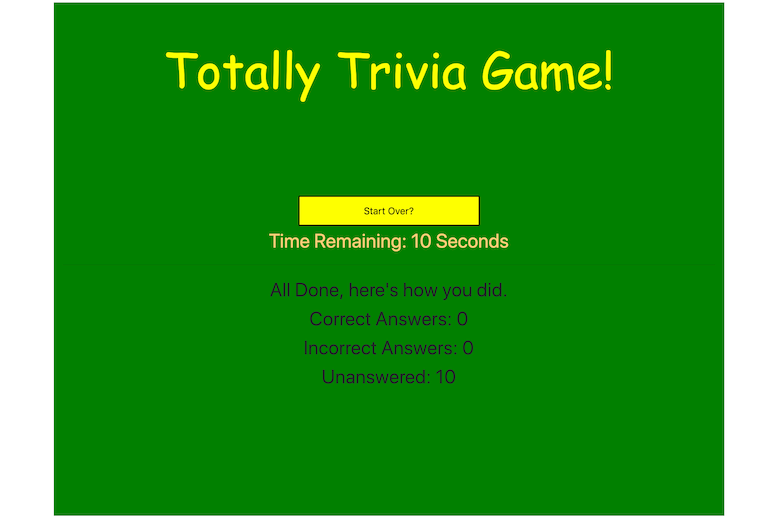 Totally Trivia Game!
Start Over?
Time Remaining: 10 Seconds
All Done, here's how you did.
Correct Answers: 0
Incorrect Answers: 0
Unanswered: 10